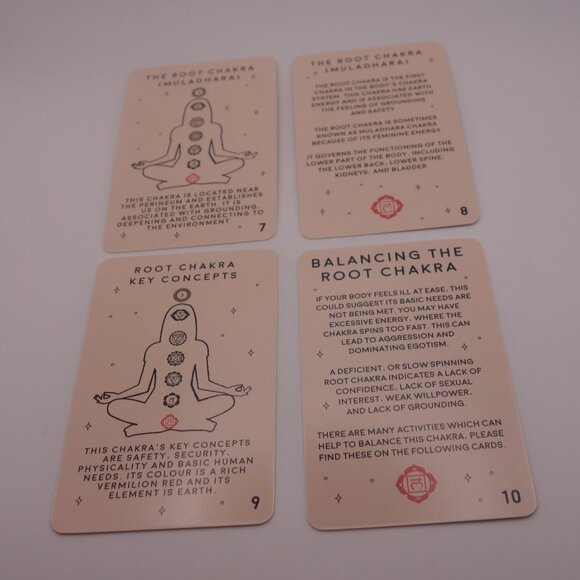 THE ROOT CHAKRA
(MULADHARA)
THIS CHAKRA IS LOCATED NEAR
THE PERINEUM AND ESTABLISHES
US ON THE EARTH. IT IS
ASSOCIATED WITH GROUNDING,
DEEPENING AND CONNECTING TO
THE ENVIRONMENT.
7
THE ROOT CHAKRA
(MULADHARA)
THE ROOT CHAKRA IS THE FIRST
CHAKRA IN THE BODY'S CHAKRA
SYSTEM. THIS CHAKRA HAS EARTH
ENERGY AND IS ASSOCIATED WITH
THE FEELING OF GROUNDING
AND SAFETY.
THE ROOT CHAKRA IS SOMETIMES
KNOWN AS MULADHARA CHAKRA
BECAUSE OF ITS FEMININE ENERGY.
IT GOVERNS THE FUNCTIONING OF THE
LOWER PART OF THE BODY, INCLUDING
THE LOWER BACK, LOWER SPINE,
KIDNEYS, AND BLADDER.
8
ROOT CHAKRA
KEY CONCEPTS
THIS CHAKRA'S KEY CONCEPTS
ARE SAFETY, SECURITY,
PHYSICALITY AND BASIC HUMAN
NEEDS. ITS COLOUR IS A RICH
VERMILION RED AND ITS
ELEMENT IS EARTH.
9
BALANCING THE
ROOT CHAKRA
IF YOUR BODY FEELS ILL AT EASE, THIS
COULD SUGGEST ITS BASIC NEEDS ARE
NOT BEING MET. YOU MAY HAVE
EXCESSIVE ENERGY, WHERE THE
CHAKRA SPINS TOO FAST. THIS CAN
LEAD TO AGGRESSION AND
DOMINATING EGOTISM.
A DEFICIENT, OR SLOW SPINNING
ROOT CHAKRA INDICATES A LACK OF
CONFIDENCE, LACK OF SEXUAL
INTEREST, WEAK WILLPOWER,
AND LACK OF GROUNDING.
THERE ARE MANY ACTIVITIES WHICH CAN
HELP TO BALANCE THIS CHAKRA, PLEASE
FIND THESE ON THE FOLLOWING CARDS.
10